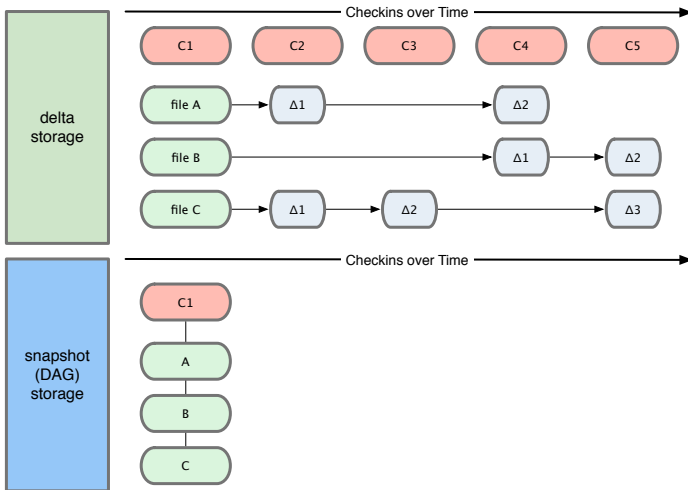 Checkins over Time
C1 C2 C3 C4 C5
delta
storage
file A Δ1 Δ2
file B Δ1 Δ2
file C Δ1 Δ2 Δ3
Checkins over Time
snapshot
(DAG)
storage
C1
A
B
C